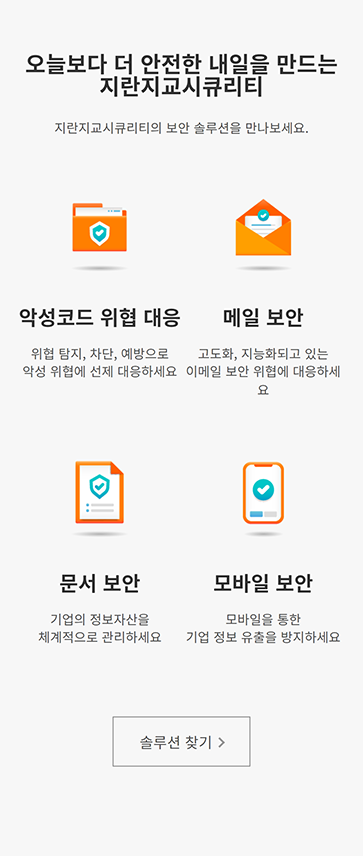 오늘보다 더 안전한 내일을 만드는
지란지교시큐리티
지란지교시큐리티의 보안 솔루션을 만나보세요.
악성코드 위협 대응
위협 탐지, 차단, 예방으로
악성 위협에 선제 대응하세요
메일 보안
고도화, 지능화되고 있는
이메일 보안 위협에 대응하세
요
문서 보안
기업의 정보자산을
체계적으로 관리하세요
모바일 보안
모바일을 통한
기업 정보 유출을 방지하세요
솔루션 찾기 >